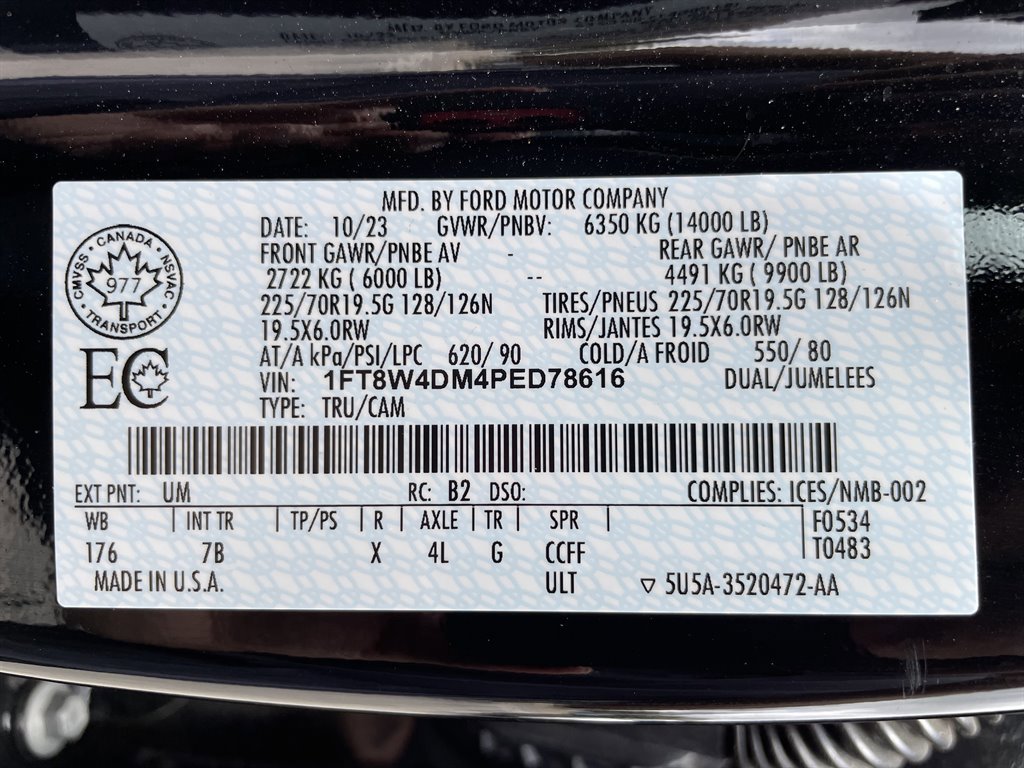 MFD. BY FORD MOTOR COMPANY
DATE: 10/23 GVWR/PNBV: 6350 KG (14000 LB)
FRONT GAWR/PNBE AV - REAR GAWR/ PNBE AR
2722 KG ( 6000 LB) -- 4491 KG ( 9900 LB)
225/70R19.5G 128/126N TIRES/PNEUS 225/70R19.5G 128/126N
19.5X6.0RW RIMS/JANTES 19.5X6.0RW
AT/A kPa/PSI/LPC 620/ 90 COLD/A FROID 550/ 80
VIN: 1FT8W4DM4PED78616 DUAL/JUMELEES
TYPE: TRU/CAM
CANADA
CMVSS · NSVAC
977
TRANSPORT
EC
EXT PNT: UM RC: B2 DSO: COMPLIES: ICES/NMB-002
WB | INT TR | TP/PS | R | AXLE | TR | SPR | F0534
176 7B X 4L G CCFF T0483
MADE IN U.S.A. ULT ▽ 5U5A-3520472-AA